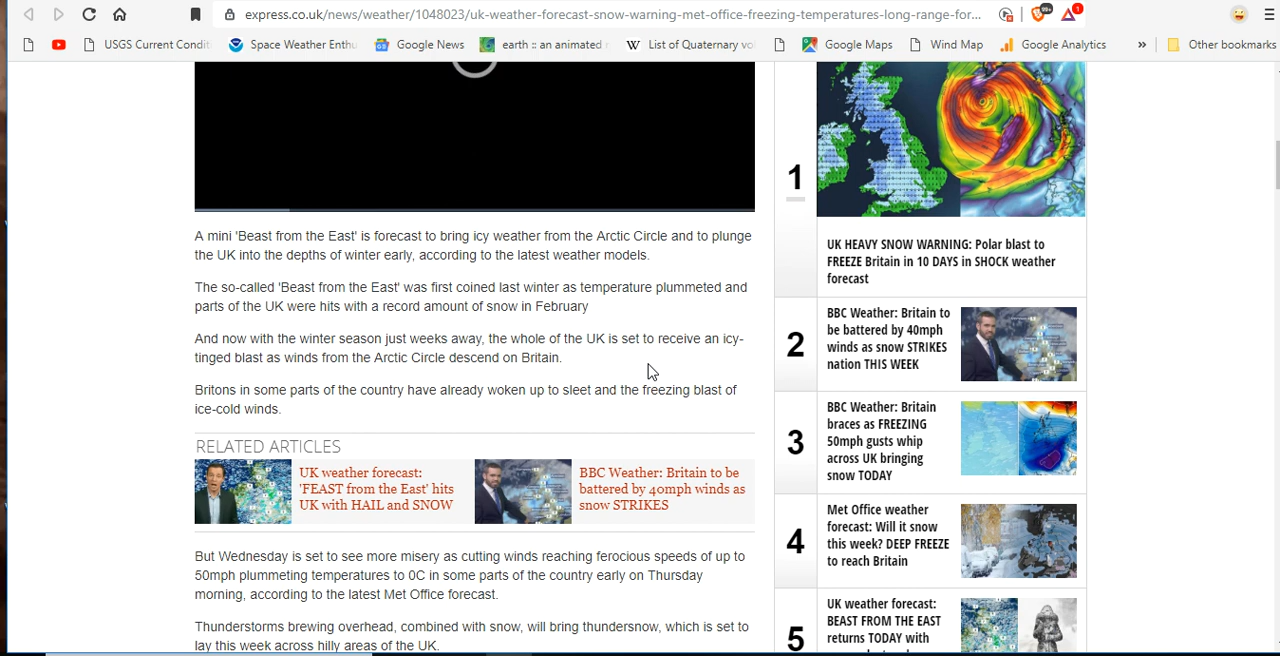 express.co.uk/news/weather/1048023/uk-weather-forecast-snow-warning-met-office-freezing-temperatures-long-range-for...
99+
1
USGS Current Condit
Space Weather Enthu
Google News
earth :: an animated
List of Quaternary vo
Google Maps
Wind Map
Google Analytics
»
Other bookmarks
A mini 'Beast from the East' is forecast to bring icy weather from the Arctic Circle and to plunge
the UK into the depths of winter early, according to the latest weather models.
The so-called 'Beast from the East' was first coined last winter as temperature plummeted and
parts of the UK were hits with a record amount of snow in February
And now with the winter season just weeks away, the whole of the UK is set to receive an icy-
tinged blast as winds from the Arctic Circle descend on Britain.
Britons in some parts of the country have already woken up to sleet and the freezing blast of
ice-cold winds.
RELATED ARTICLES
UK weather forecast:
'FEAST from the East' hits
UK with HAIL and SNOW
BBC Weather: Britain to be
battered by 40mph winds as
snow STRIKES
But Wednesday is set to see more misery as cutting winds reaching ferocious speeds of up to
50mph plummeting temperatures to 0C in some parts of the country early on Thursday
morning, according to the latest Met Office forecast.
Thunderstorms brewing overhead, combined with snow, will bring thundersnow, which is set to
lay this week across hilly areas of the UK.
1
UK HEAVY SNOW WARNING: Polar blast to
FREEZE Britain in 10 DAYS in SHOCK weather
forecast
2
BBC Weather: Britain to
be battered by 40mph
winds as snow STRIKES
nation THIS WEEK
3
BBC Weather: Britain
braces as FREEZING
50mph gusts whip
across UK bringing
snow TODAY
4
Met Office weather
forecast: Will it snow
this week? DEEP FREEZE
to reach Britain
5
UK weather forecast:
BEAST FROM THE EAST
returns TODAY with